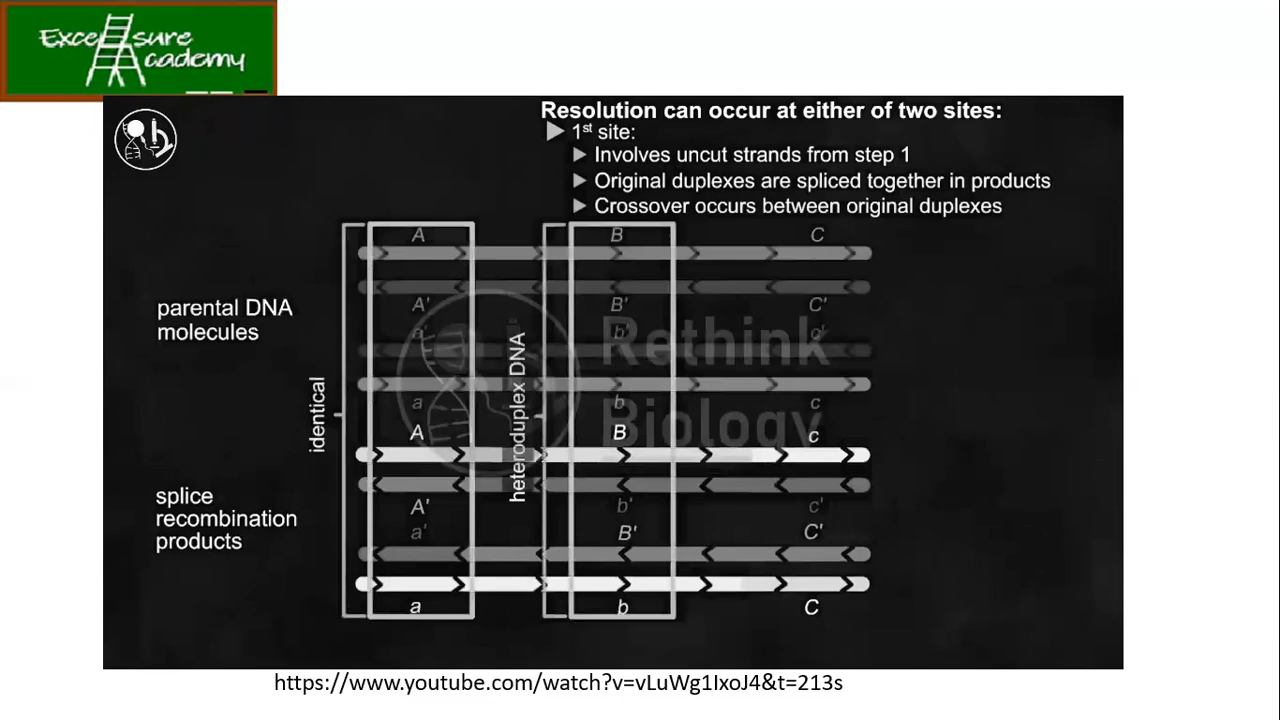 Excelsure
Academy
Resolution can occur at either of two sites:
1st site:
Involves uncut strands from step 1
Original duplexes are spliced together in products
Crossover occurs between original duplexes
A B C
parental DNA
molecules
A' B' C'
a' b' c'
a b c
identical
heteroduplex DNA
Rethink
Biology
A B c
splice
recombination
products
A' b' c'
a' B' C'
a b C
https://www.youtube.com/watch?v=vLuWg1IxoJ4&t=213s